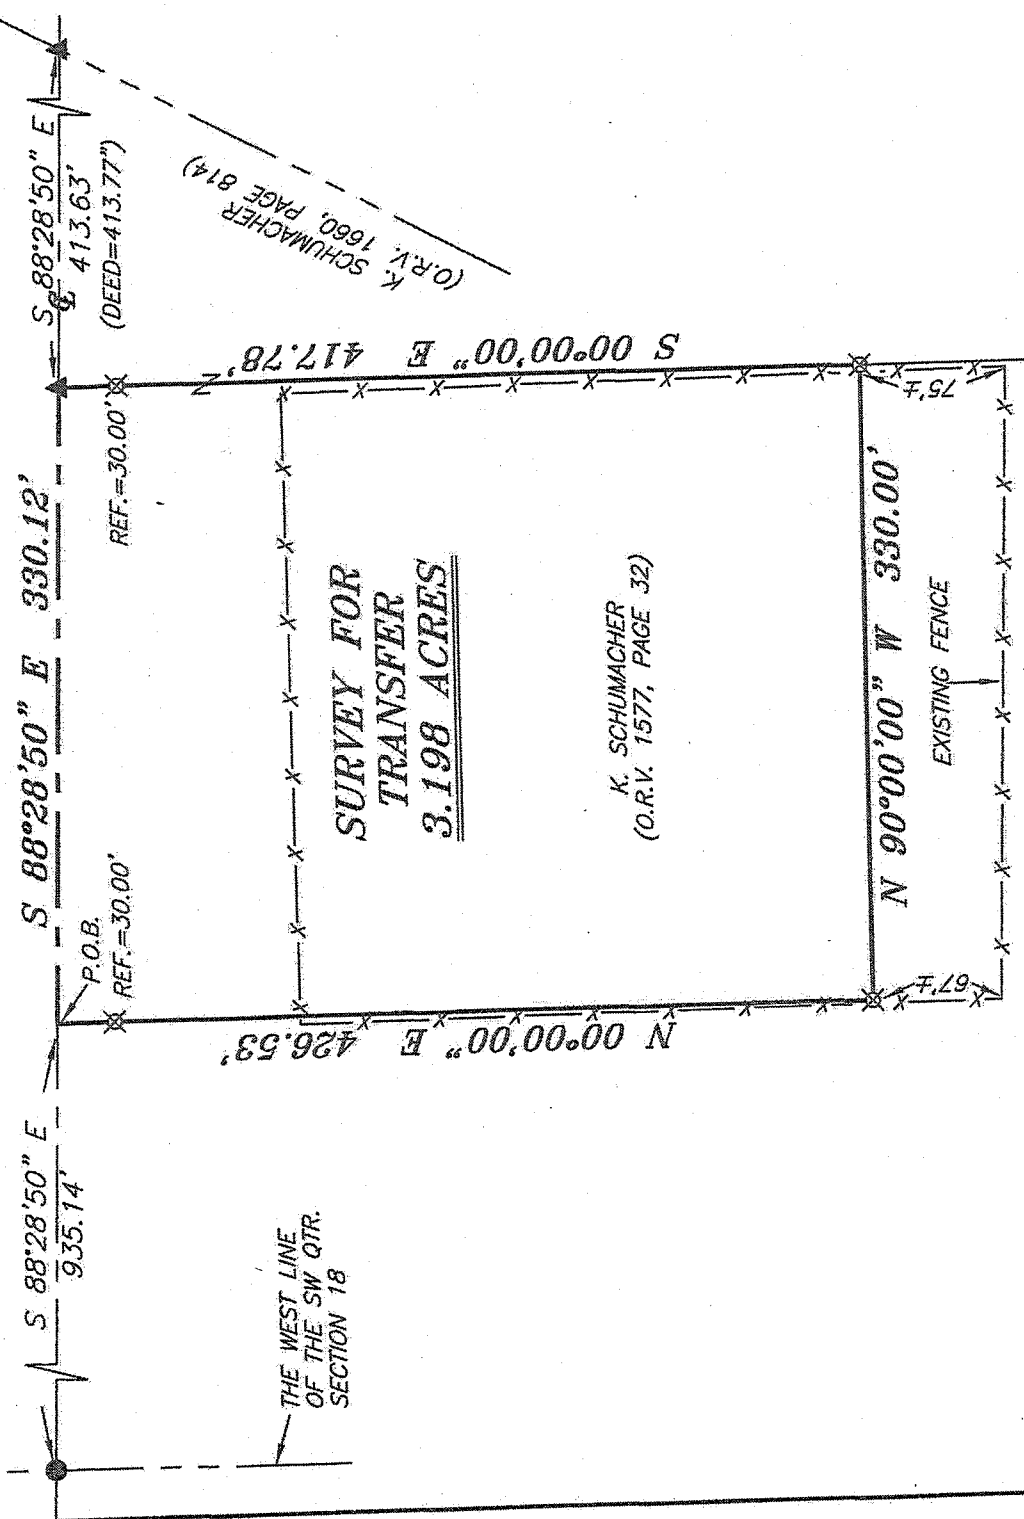 S 88°28'50" E
935.14'
S 88°28'50" E 330.12'
S 88°28'50" E
℄ 413.63'
(DEED=413.77")
P.O.B.
REF.=30.00'
REF.=30.00'
K. SCHUMACHER
(O.R.V. 1660, PAGE 814)
N 00°00'00" E 426.53'
S 00°00'00" E 417.78'
SURVEY FOR
TRANSFER
3.198 ACRES
K. SCHUMACHER
(O.R.V. 1577, PAGE 32)
N 90°00'00" W 330.00'
67'±
75'±
EXISTING FENCE
THE WEST LINE
OF THE SW QTR.
SECTION 18